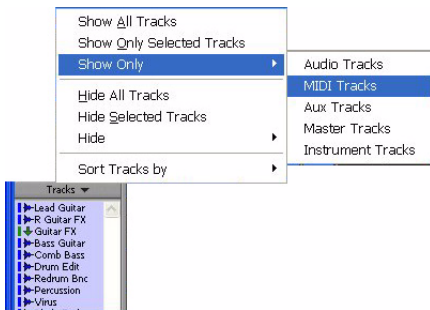 Show All Tracks
Show Only Selected Tracks
Show Only
Hide All Tracks
Hide Selected Tracks
Hide
Sort Tracks by
Audio Tracks
MIDI Tracks
Aux Tracks
Master Tracks
Instrument Tracks
Tracks
Lead Guitar
R Guitar FX
Guitar FX
Bass Guitar
Comb Bass
Drum Edit
Redrum Bnc
Percussion
Virus